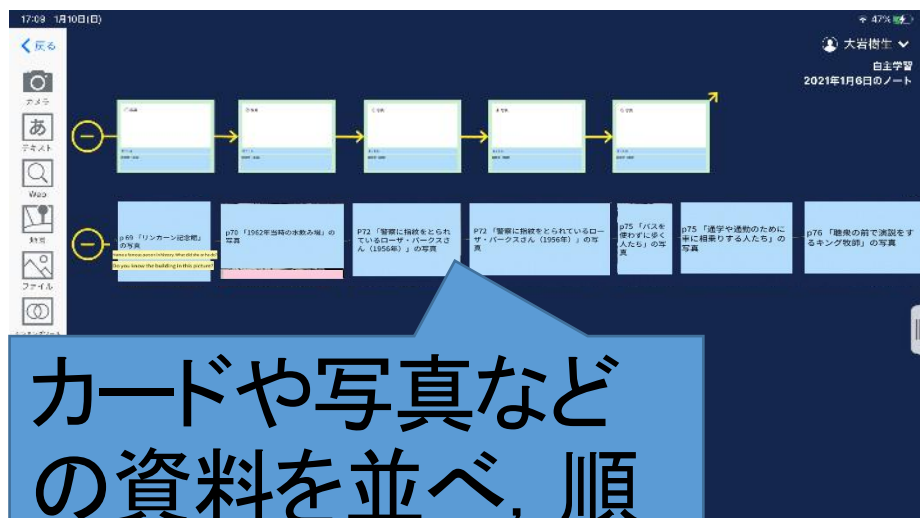 17:09 1月10日(日)
47%
戻る
大岩樹生
自主学習
2021年1月6日のノート
カメラ
あ
テキスト
Web
地図
ファイル
p.69 「リンカーン記念館」
の写真
Do you know the building in this picture?
p70 「1962年当時の水飲み場」の
写真
P72 「警察に指紋をとられ
ているローザ・パークスさ
ん（1956年）」の写真
P72 「警察に指紋をとられているロー
ザ・パークスさん（1956年）」の写
真
p75 「バスを
使わずに歩く
人たち」の写
真
p75 「通学や通勤のために
車に相乗りする人たち」の
写真
p76 「聴衆の前で演説をす
るキング牧師」の写真
カードや写真など
の資料を並べ，順